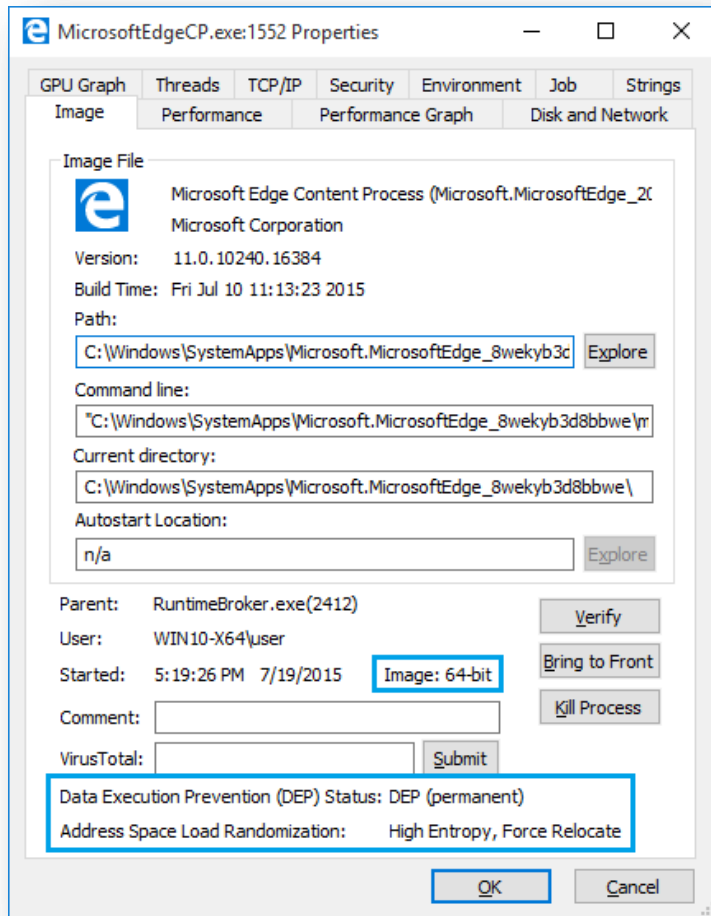 MicrosoftEdgeCP.exe:1552 Properties
GPU Graph Threads TCP/IP Security Environment Job Strings
Image Performance Performance Graph Disk and Network
Image File
Microsoft Edge Content Process (Microsoft.MicrosoftEdge_20
Microsoft Corporation
Version: 11.0.10240.16384
Build Time: Fri Jul 10 11:13:23 2015
Path:
C:\Windows\SystemApps\Microsoft.MicrosoftEdge_8wekyb3d Explore
Command line:
"C:\Windows\SystemApps\Microsoft.MicrosoftEdge_8wekyb3d8bbwe\m
Current directory:
C:\Windows\SystemApps\Microsoft.MicrosoftEdge_8wekyb3d8bbwe\
Autostart Location:
n/a Explore
Parent: RuntimeBroker.exe(2412)
Verify
User: WIN10-X64\user
Started: 5:19:26 PM 7/19/2015 Image: 64-bit
Bring to Front
Comment:
Kill Process
VirusTotal: Submit
Data Execution Prevention (DEP) Status: DEP (permanent)
Address Space Load Randomization: High Entropy, Force Relocate
OK Cancel